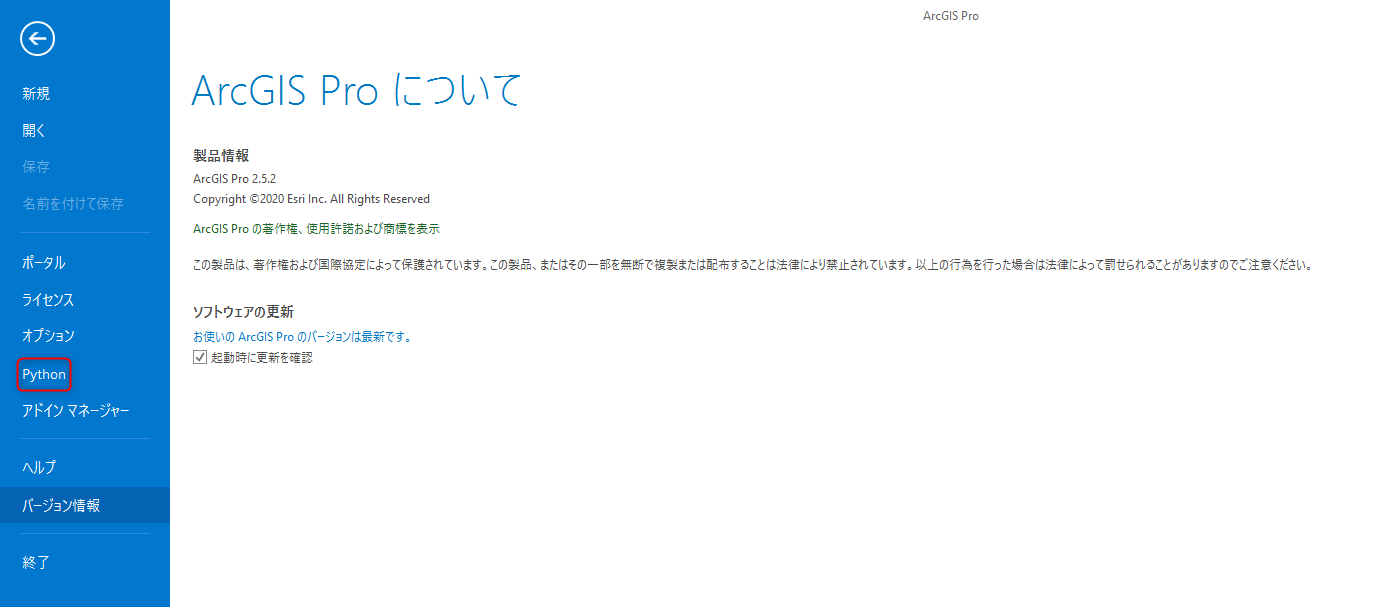 ArcGIS Pro
新規
開く
保存
名前を付けて保存
ポータル
ライセンス
オプション
Python
アドイン マネージャー
ヘルプ
バージョン情報
終了
ArcGIS Pro について
製品情報
ArcGIS Pro 2.5.2
Copyright ©2020 Esri Inc. All Rights Reserved
ArcGIS Pro の著作権、使用許諾および商標を表示
この製品は、著作権および国際協定によって保護されています。この製品、またはその一部を無断で複製または配布することは法律により禁止されています。以上の行為を行った場合は法律によって罰せられることがありますのでご注意ください。
ソフトウェアの更新
お使いの ArcGIS Pro のバージョンは最新です。
起動時に更新を確認